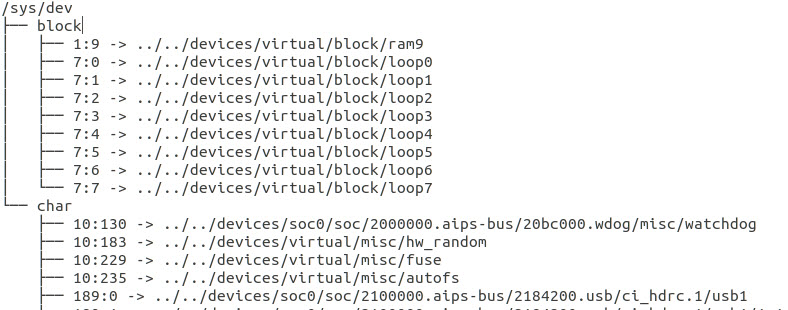 /sys/dev
├── block
│   ├── 1:9 -> ../../devices/virtual/block/ram9
│   ├── 7:0 -> ../../devices/virtual/block/loop0
│   ├── 7:1 -> ../../devices/virtual/block/loop1
│   ├── 7:2 -> ../../devices/virtual/block/loop2
│   ├── 7:3 -> ../../devices/virtual/block/loop3
│   ├── 7:4 -> ../../devices/virtual/block/loop4
│   ├── 7:5 -> ../../devices/virtual/block/loop5
│   ├── 7:6 -> ../../devices/virtual/block/loop6
│   └── 7:7 -> ../../devices/virtual/block/loop7
└── char
    ├── 10:130 -> ../../devices/soc0/soc/2000000.aips-bus/20bc000.wdog/misc/watchdog
    ├── 10:183 -> ../../devices/virtual/misc/hw_random
    ├── 10:229 -> ../../devices/virtual/misc/fuse
    ├── 10:235 -> ../../devices/virtual/misc/autofs
    ├── 189:0 -> ../../devices/soc0/soc/2100000.aips-bus/2184200.usb/ci_hdrc.1/usb1